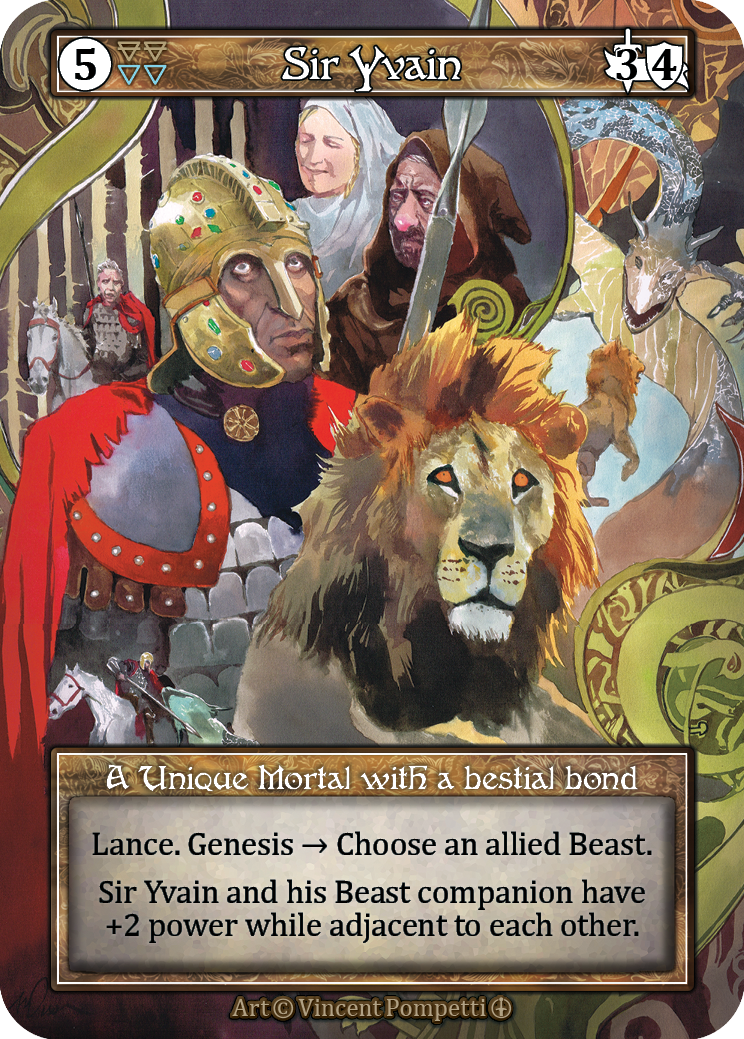 5 Sir Yvain 3 4
A Unique Mortal with a bestial bond
Lance. Genesis → Choose an allied Beast.
Sir Yvain and his Beast companion have
+2 power while adjacent to each other.
Art © Vincent Pompetti